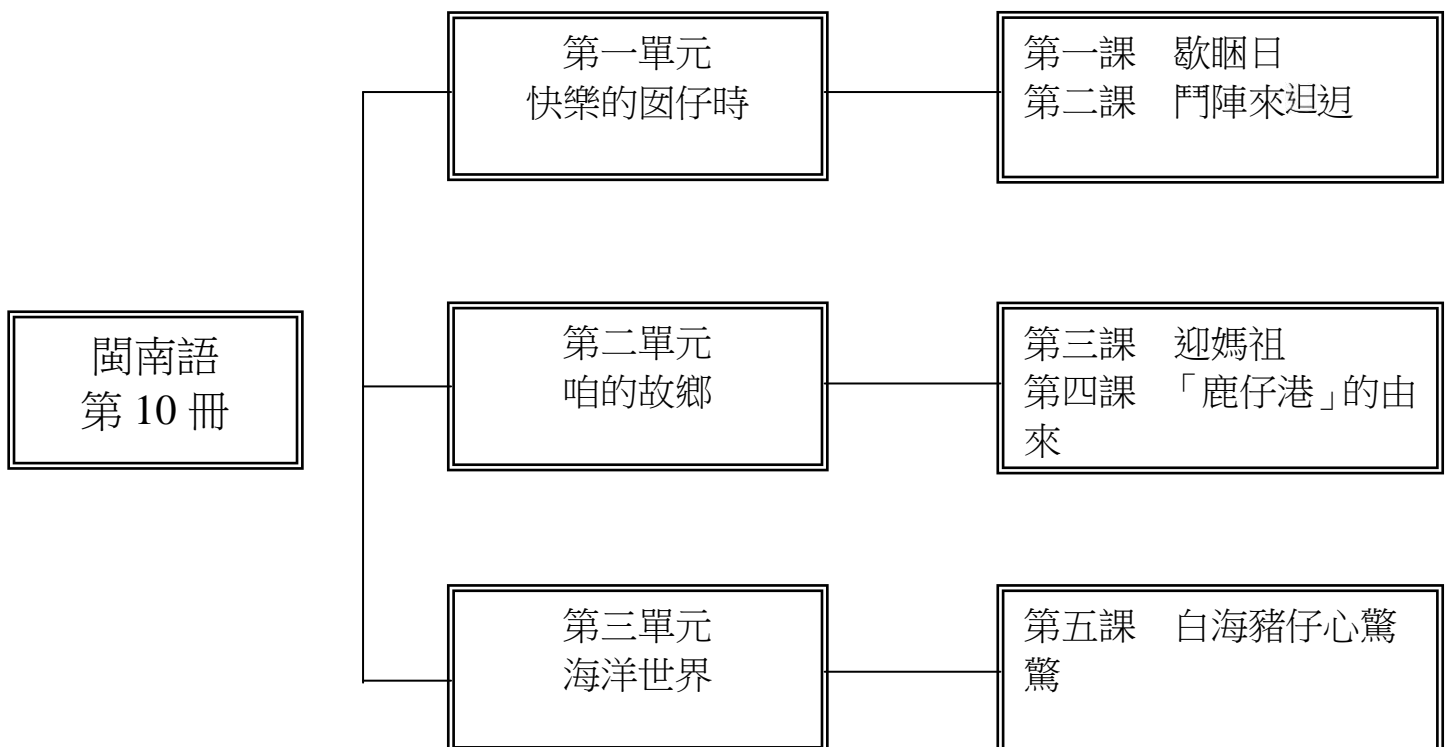 閩南語
第 10 冊
第一單元
快樂的囡仔時
第一課　歇睏日
第二課　鬥陣來𨑨迌
第二單元
咱的故鄉
第三課　迎媽祖
第四課　「鹿仔港」的由
來
第三單元
海洋世界
第五課　白海豬仔心驚
驚